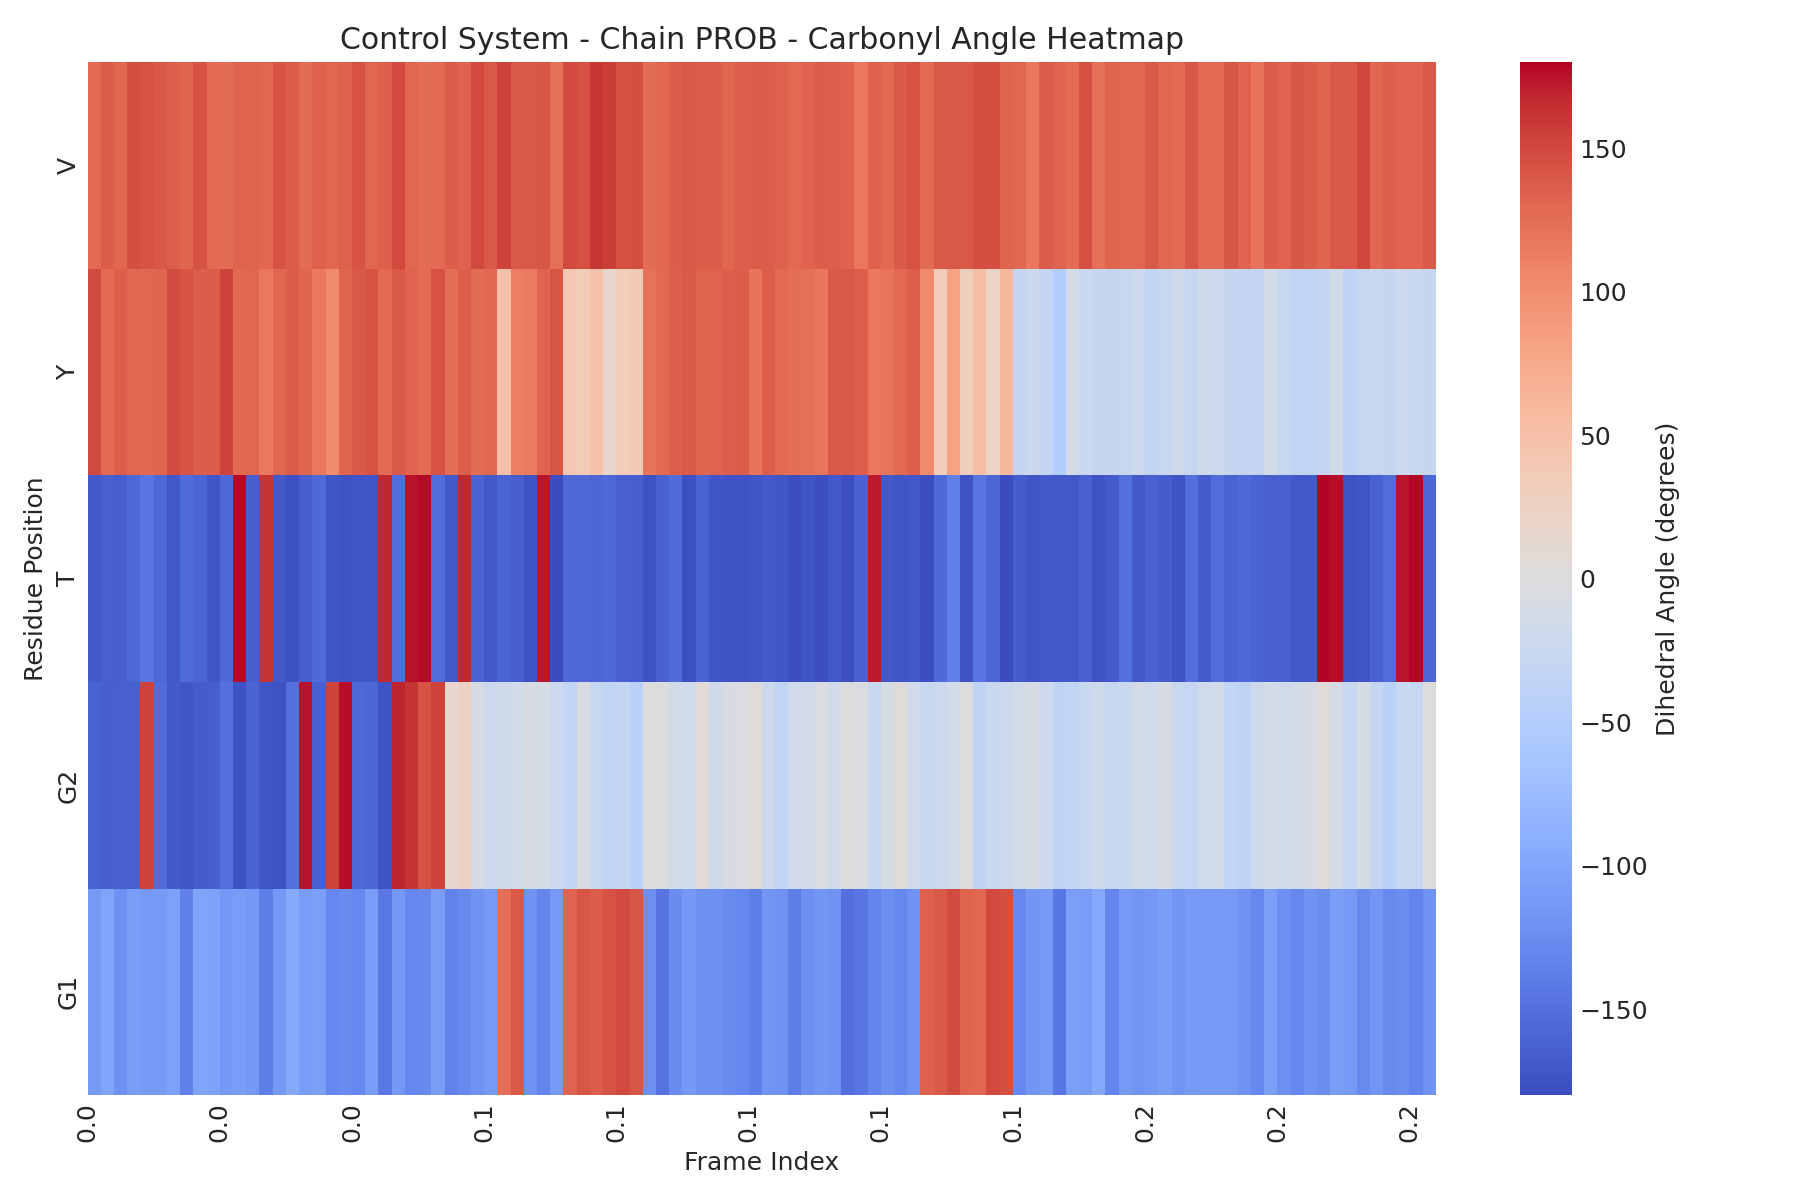 Control System - Chain PROB - Carbonyl Angle Heatmap
V
Y
T
G2
G1
Residue Position
0.0
0.0
0.0
0.1
0.1
0.1
0.1
0.1
0.2
0.2
0.2
Frame Index
150
100
50
0
−50
−100
−150
Dihedral Angle (degrees)